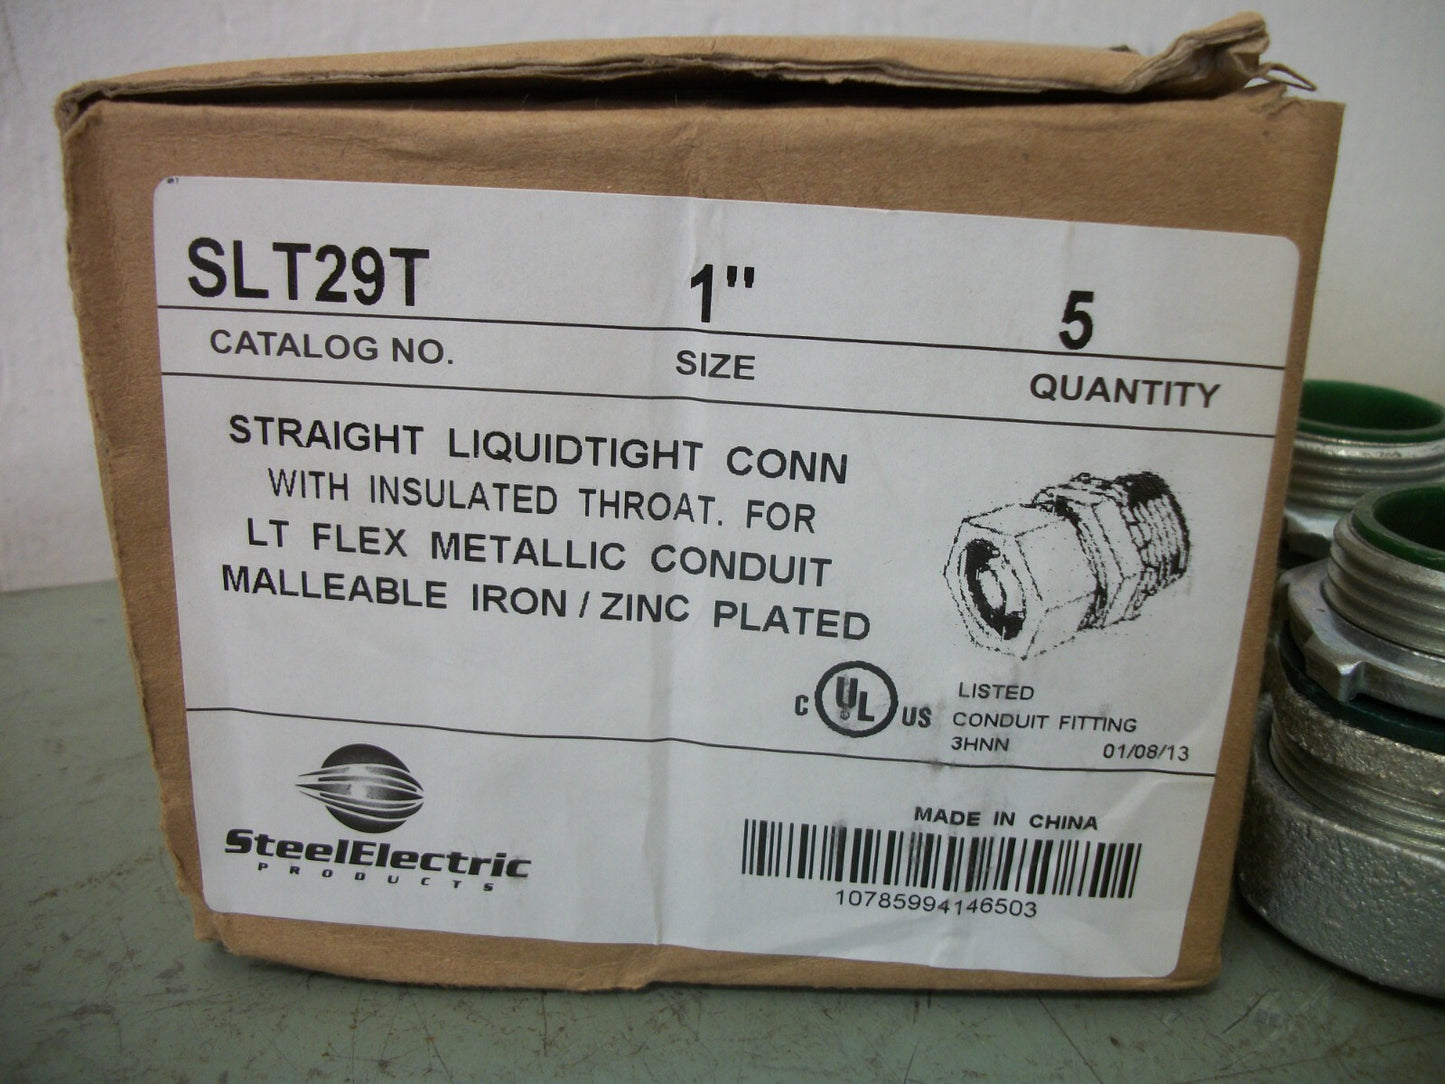 SLT29T 1" 5
CATALOG NO. SIZE QUANTITY
STRAIGHT LIQUIDTIGHT CONN
WITH INSULATED THROAT. FOR
LT FLEX METALLIC CONDUIT
MALLEABLE IRON / ZINC PLATED
C UL US
LISTED
CONDUIT FITTING
3HNN 01/08/13
SteelElectric
PRODUCTS
MADE IN CHINA
10785994146503